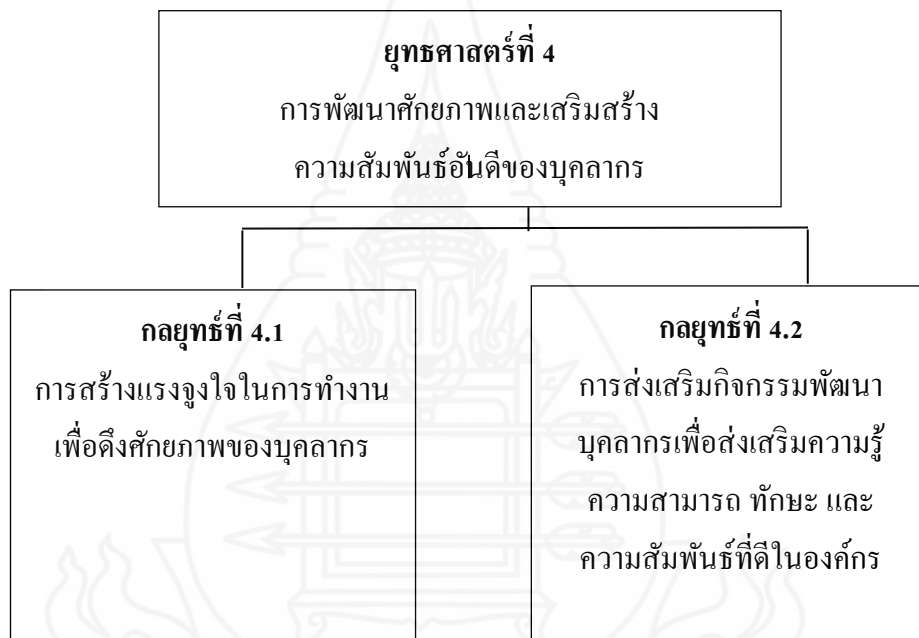 ยุทธศาสตร์ที่ 4
การพัฒนาศักยภาพและเสริมสร้าง
ความสัมพันธ์อันดีของบุคลากร
กลยุทธ์ที่ 4.1
การสร้างแรงจูงใจในการทำงาน
เพื่อดึงศักยภาพของบุคลากร
กลยุทธ์ที่ 4.2
การส่งเสริมกิจกรรมพัฒนา
บุคลากรเพื่อส่งเสริมความรู้
ความสามารถ ทักษะ และ
ความสัมพันธ์ที่ดีในองค์กร